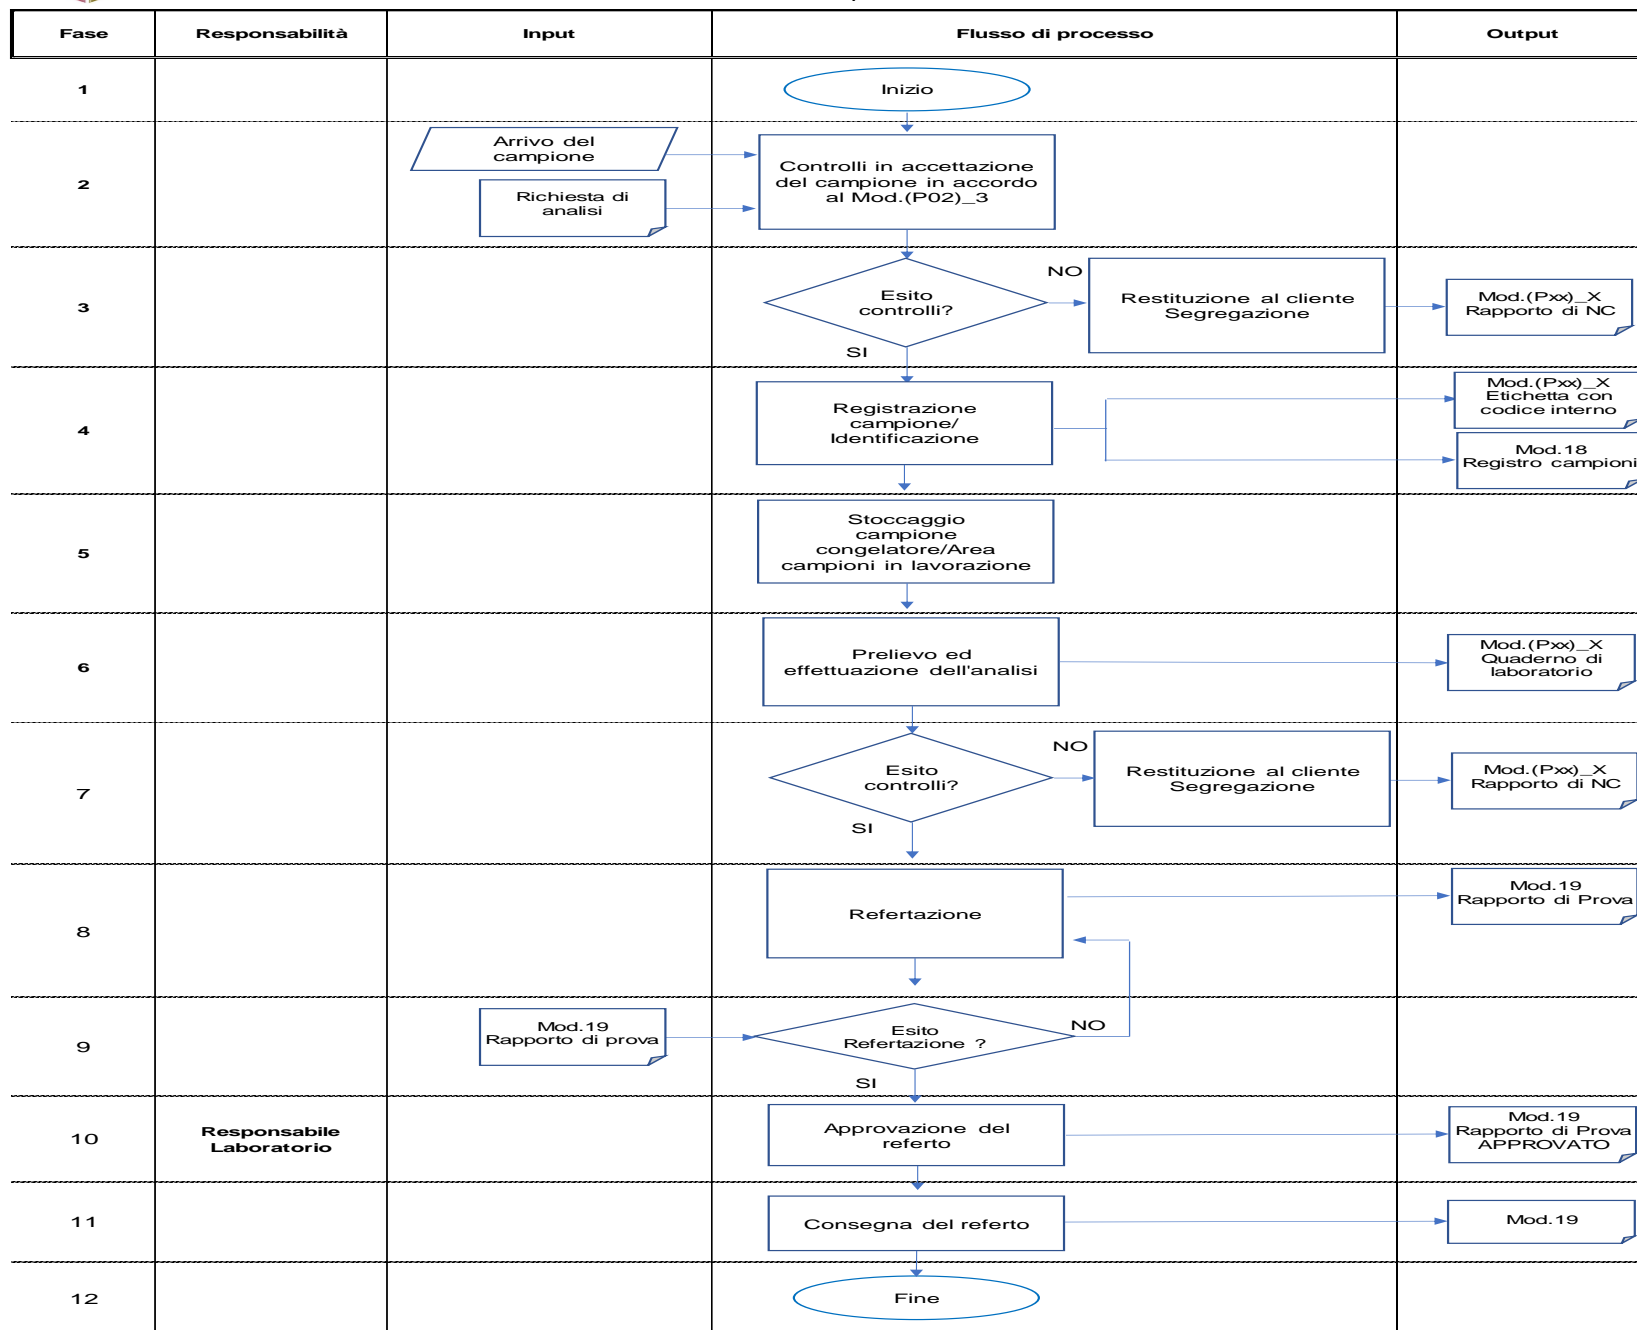 Fase Responsabilità Input Flusso di processo Output
1
Inizio
2
Arrivo del
campione
Richiesta di
analisi
Controlli in accettazione
del campione in accordo
al Mod.(P02)_3
3
Esito
controlli?
NO
SI
Restituzione al cliente
Segregazione
Mod.(Pxx)_X
Rapporto di NC
4
Registrazione
campione/
Identificazione
Mod.(Pxx)_X
Etichetta con
codice interno
Mod.18
Registro campioni
5
Stoccaggio
campione
congelatore/Area
campioni in lavorazione
6
Prelievo ed
effettuazione dell'analisi
Mod.(Pxx)_X
Quaderno di
laboratorio
7
Esito
controlli?
NO
SI
Restituzione al cliente
Segregazione
Mod.(Pxx)_X
Rapporto di NC
8
Refertazione
Mod.19
Rapporto di Prova
9
Mod.19
Rapporto di prova
Esito
Refertazione ?
NO
SI
10
Responsabile
Laboratorio
Approvazione del
referto
Mod.19
Rapporto di Prova
APPROVATO
11
Consegna del referto
Mod.19
12
Fine